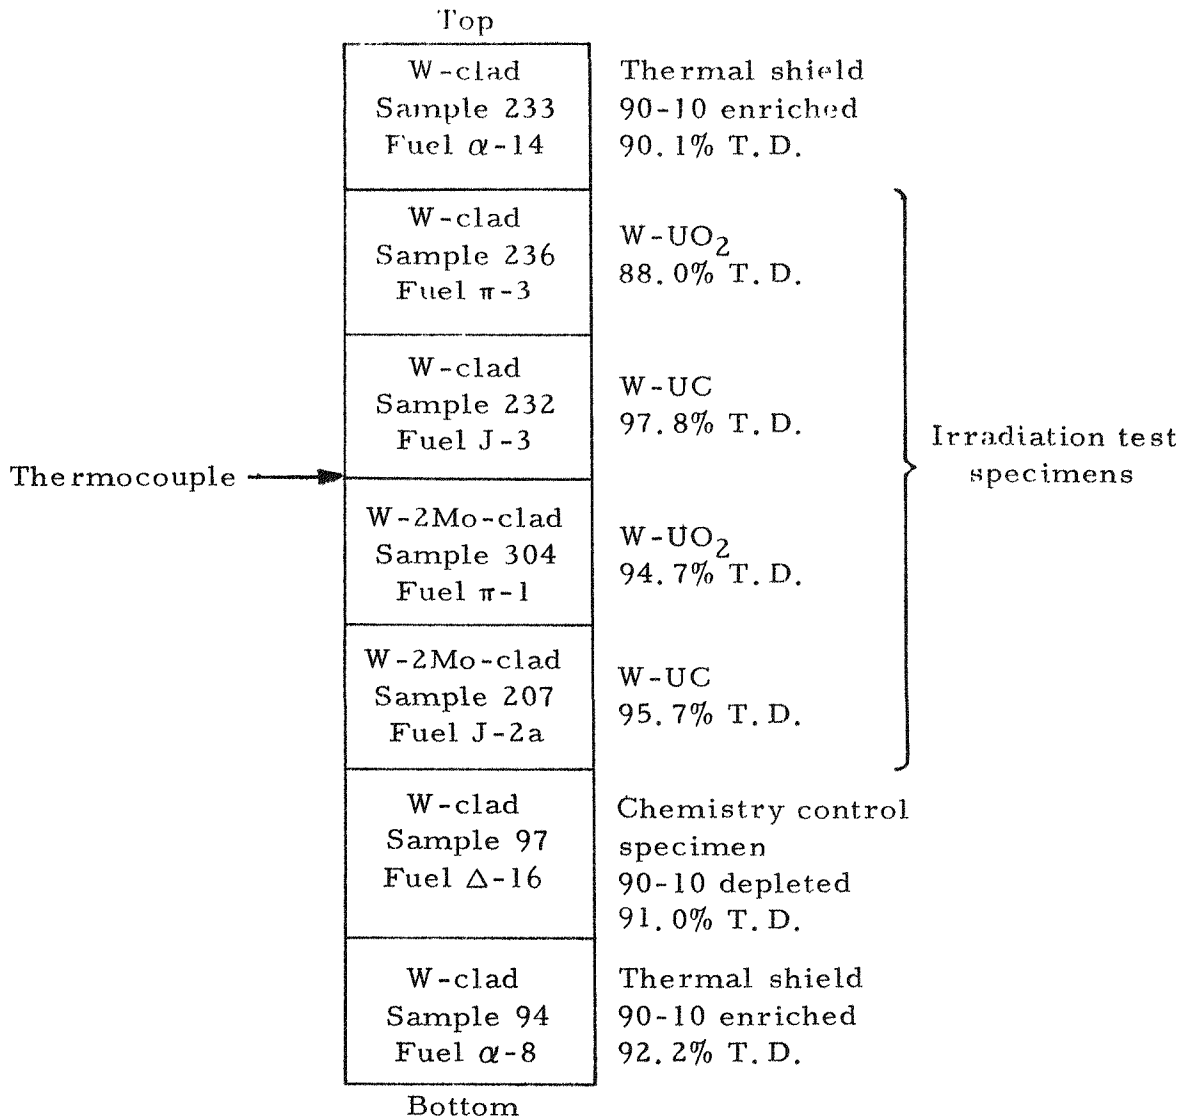 Top
W-clad
Sample 233
Fuel α-14
Thermal shield
90-10 enriched
90.1% T.D.
W-clad
Sample 236
Fuel π-3
W-UO₂
88.0% T.D.
W-clad
Sample 232
Fuel J-3
W-UC
97.8% T.D.
Irradiation test
specimens
Thermocouple
W-2Mo-clad
Sample 304
Fuel π-1
W-UO₂
94.7% T.D.
W-2Mo-clad
Sample 207
Fuel J-2a
W-UC
95.7% T.D.
W-clad
Sample 97
Fuel Δ-16
Chemistry control
specimen
90-10 depleted
91.0% T.D.
W-clad
Sample 94
Fuel α-8
Thermal shield
90-10 enriched
92.2% T.D.
Bottom